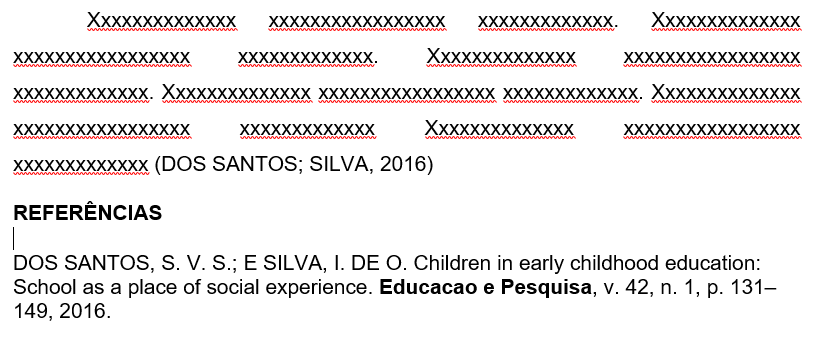 Xxxxxxxxxxxxxx xxxxxxxxxxxxxxxxx xxxxxxxxxxxxx. Xxxxxxxxxxxxxx
xxxxxxxxxxxxxxxxx xxxxxxxxxxxxx. Xxxxxxxxxxxxxx xxxxxxxxxxxxxxxxx
xxxxxxxxxxxxx. Xxxxxxxxxxxxxx xxxxxxxxxxxxxxxxx xxxxxxxxxxxxx. Xxxxxxxxxxxxxx
xxxxxxxxxxxxxxxxx xxxxxxxxxxxxx Xxxxxxxxxxxxxx xxxxxxxxxxxxxxxxx
xxxxxxxxxxxxx (DOS SANTOS; SILVA, 2016)
REFERÊNCIAS
DOS SANTOS, S. V. S.; E SILVA, I. DE O. Children in early childhood education:
School as a place of social experience. Educacao e Pesquisa, v. 42, n. 1, p. 131–
149, 2016.